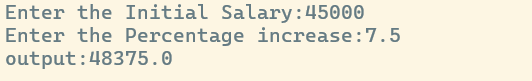 Enter the Initial Salary:45000
Enter the Percentage increase:7.5
output:48375.0